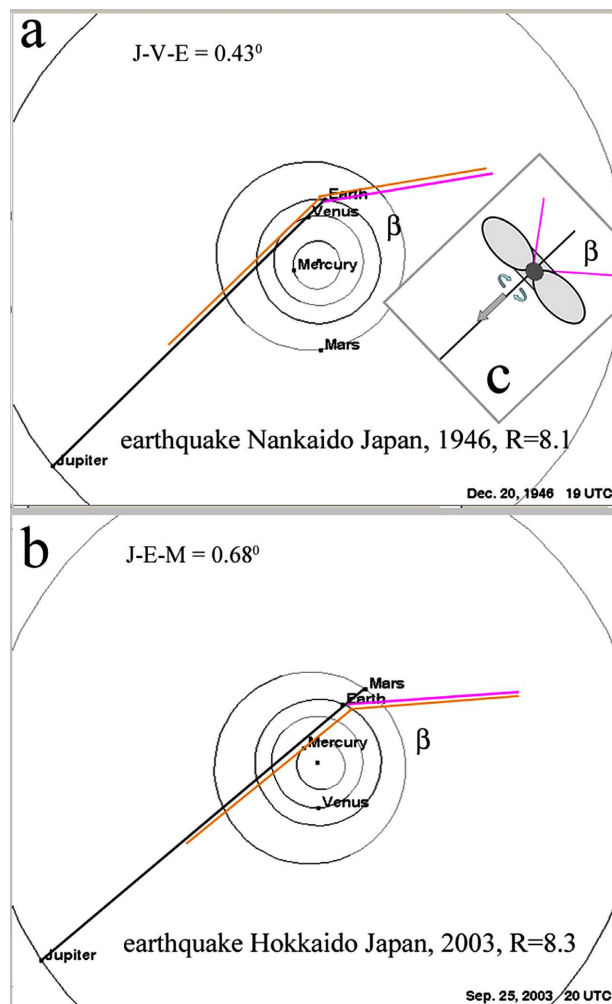 a
J-V-E = 0.43⁰
Earth
Venus
β
Mercury
β
Mars
c
earthquake Nankaido Japan, 1946, R=8.1
Jupiter
Dec. 20, 1946 19 UTC
b
J-E-M = 0.68⁰
Mars
Earth
Mercury
β
Venus
earthquake Hokkaido Japan, 2003, R=8.3
Jupiter
Sep. 25, 2003 20 UTC